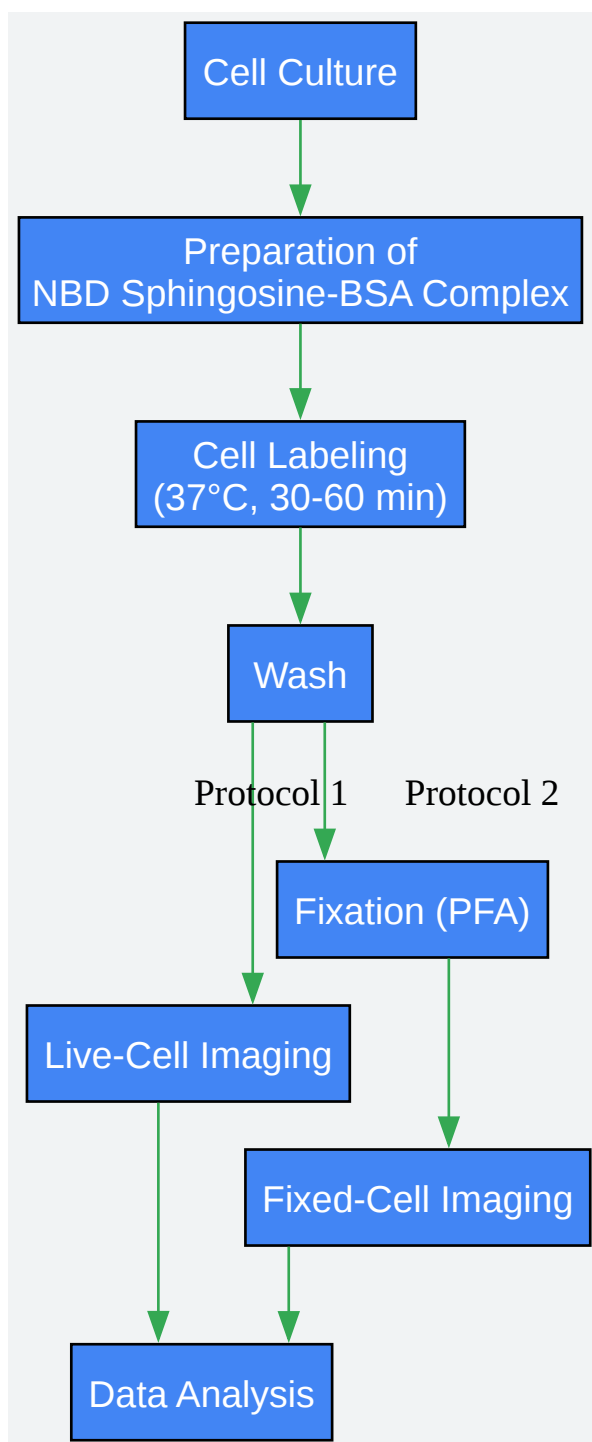 Cell Culture
Preparation of
NBD Sphingosine-BSA Complex
Cell Labeling
(37°C, 30-60 min)
Wash
Protocol 1
Protocol 2
Fixation (PFA)
Live-Cell Imaging
Fixed-Cell Imaging
Data Analysis